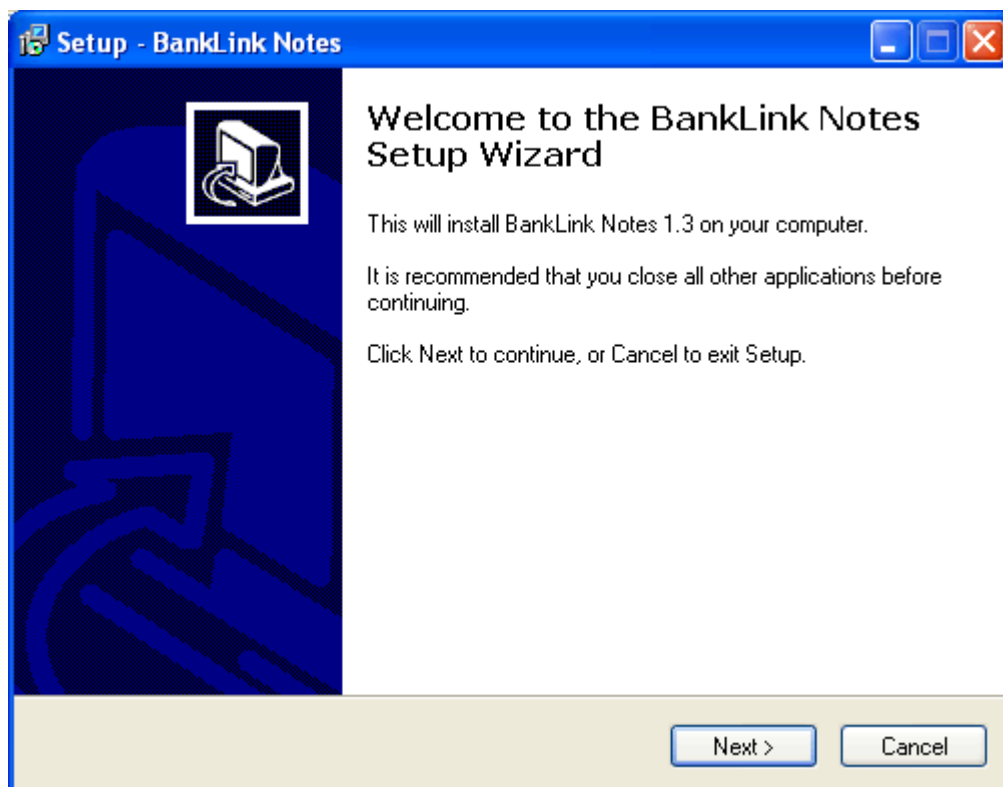 Setup - BankLink Notes
Welcome to the BankLink Notes
Setup Wizard
This will install BankLink Notes 1.3 on your computer.
It is recommended that you close all other applications before
continuing.
Click Next to continue, or Cancel to exit Setup.
Next >
Cancel